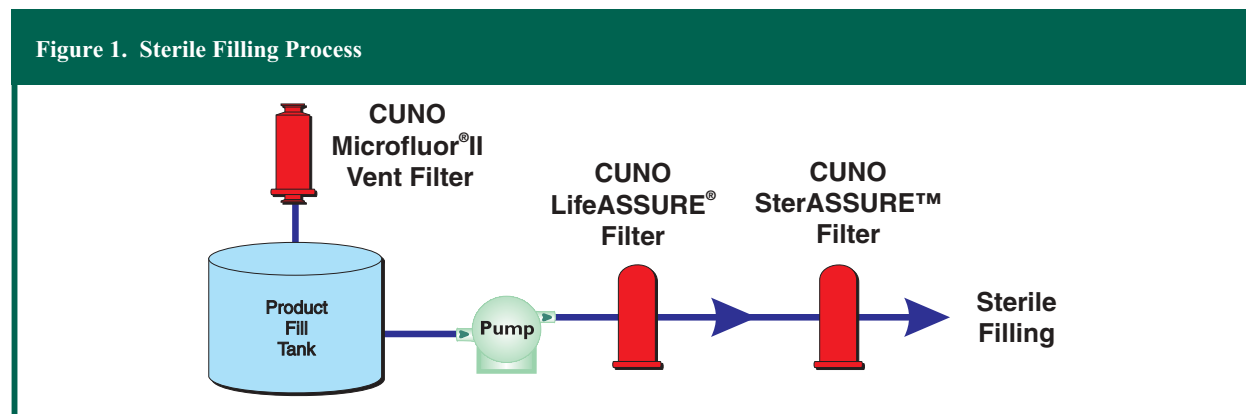 Figure 1. Sterile Filling Process
CUNO
Microfluor®II
Vent Filter
CUNO
LifeASSURE®
Filter
CUNO
SterASSURE™
Filter
Product
Fill
Tank
Pump
Sterile
Filling